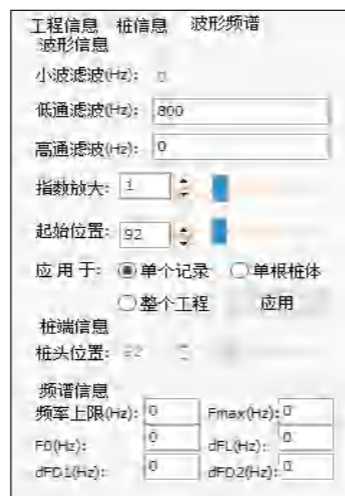 工程信息 桩信息 波形频谱
波形信息
小波滤波(Hz): 0
低通滤波(Hz): 800
高通滤波(Hz): 0
指数放大: 1
起始位置: 92
应用于: 单个记录 单根桩体
整个工程 应用
桩端信息
桩头位置: 92
频谱信息
频率上限(Hz): 0 Fmax(Hz): 0
F0(Hz): 0 dFL(Hz): 0
dFD1(Hz): 0 dFD2(Hz): 0